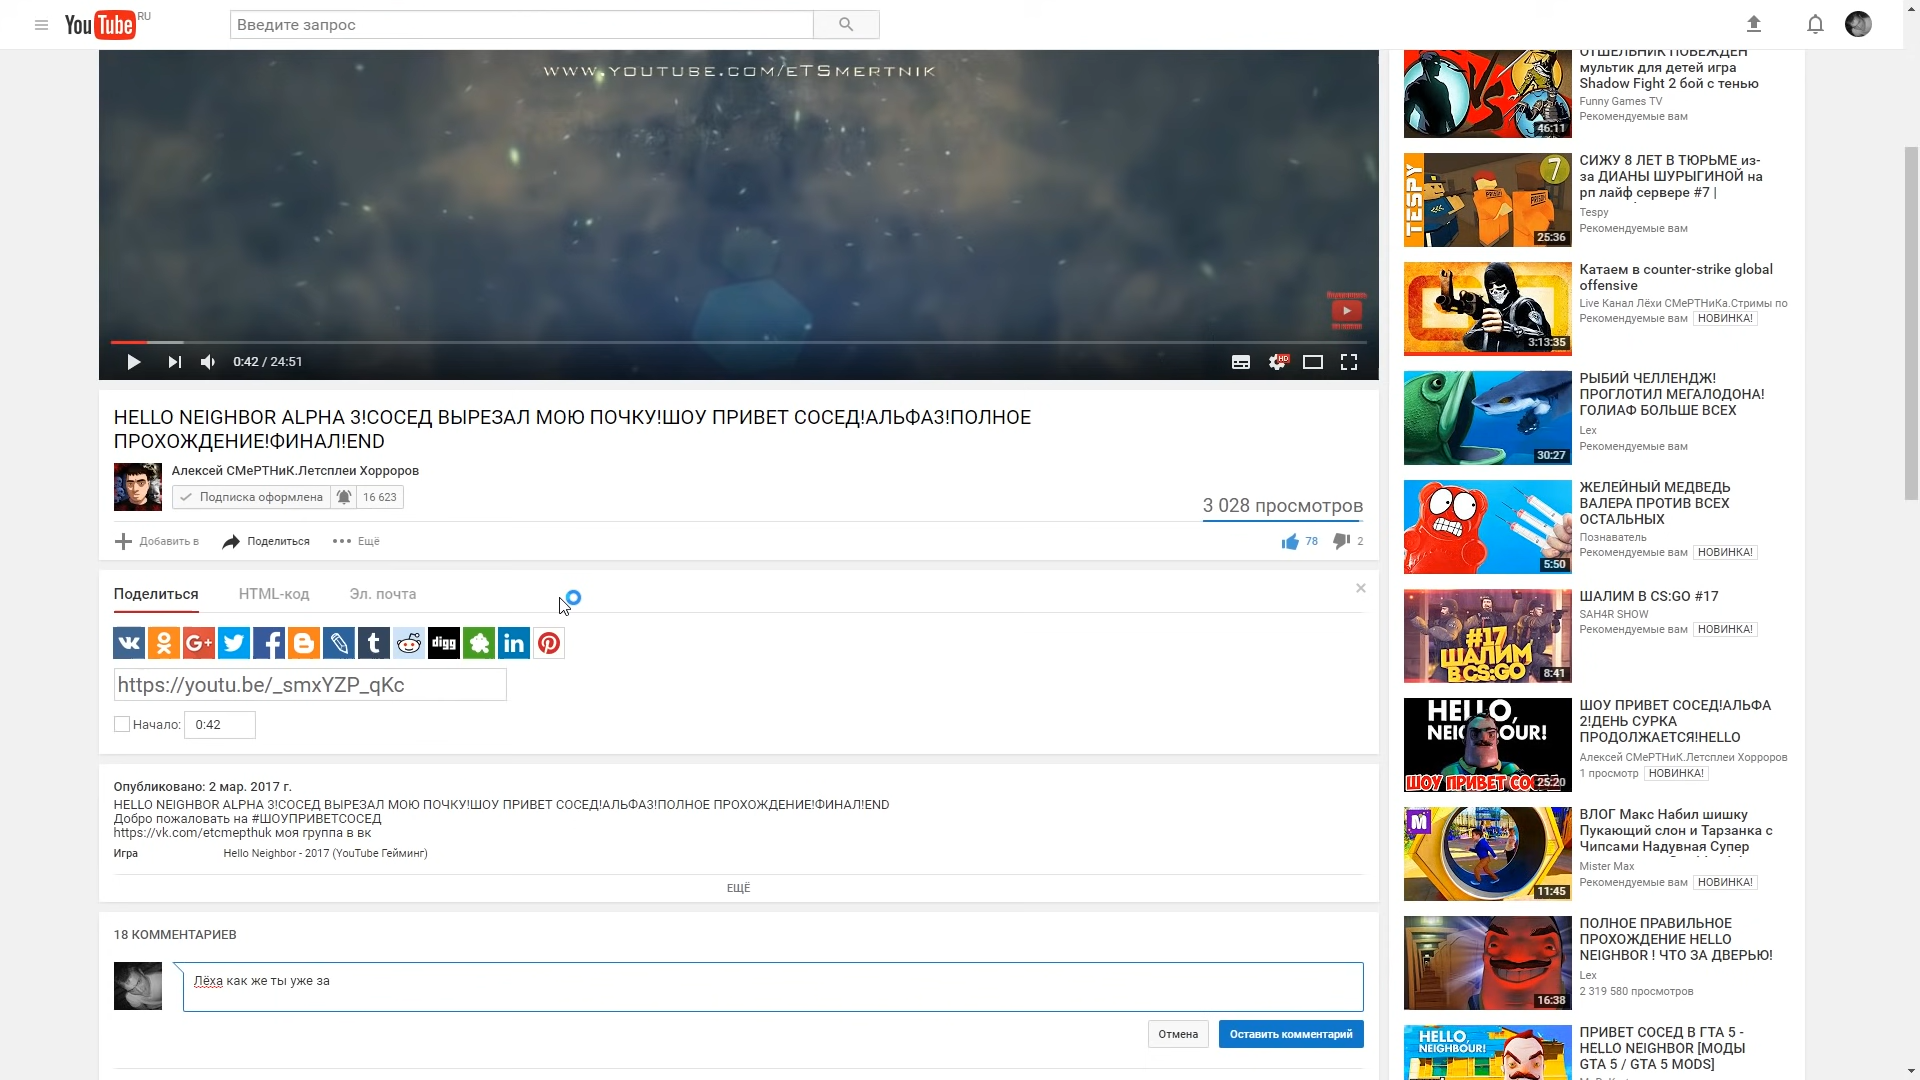 YouTube RU
Введите запрос
WWW.YOUTUBE.COM/ETSMERTNIK
0:42 / 24:51
HD
HELLO NEIGHBOR ALPHA 3!СОСЕД ВЫРЕЗАЛ МОЮ ПОЧКУ!ШОУ ПРИВЕТ СОСЕД!АЛЬФА3!ПОЛНОЕ
ПРОХОЖДЕНИЕ!ФИНАЛ!END
Алексей СМеРТНиК.Летсплеи Хорроров
Подписка оформлена 16 623
3 028 просмотров
Добавить в Поделиться Ещё
78 2
Поделиться HTML-код Эл. почта
G+ digg in
https://youtu.be/_smxYZP_qKc
Начало: 0:42
Опубликовано: 2 мар. 2017 г.
HELLO NEIGHBOR ALPHA 3!СОСЕД ВЫРЕЗАЛ МОЮ ПОЧКУ!ШОУ ПРИВЕТ СОСЕД!АЛЬФА3!ПОЛНОЕ ПРОХОЖДЕНИЕ!ФИНАЛ!END
Добро пожаловать на #ШОУПРИВЕТСОСЕД
https://vk.com/etcmepthuk моя группа в вк
Игра Hello Neighbor - 2017 (YouTube Гейминг)
ЕЩЁ
18 КОММЕНТАРИЕВ
Лёха как же ты уже за
Отмена Оставить комментарий
VS
46:11
ОТШЕЛЬНИК ПОБЕЖДЕН
мультик для детей игра
Shadow Fight 2 бой с тенью
Funny Games TV
Рекомендуемые вам
TESPY
7
25:36
СИЖУ 8 ЛЕТ В ТЮРЬМЕ из-
за ДИАНЫ ШУРЫГИНОЙ на
рп лайф сервере #7 |
Tespy
Рекомендуемые вам
3:13:35
Катаем в counter-strike global
offensive
Live Канал Лёхи СМеРТНиКа.Стримы по
Рекомендуемые вам НОВИНКА!
30:27
РЫБИЙ ЧЕЛЛЕНДЖ!
ПРОГЛОТИЛ МЕГАЛОДОНА!
ГОЛИАФ БОЛЬШЕ ВСЕХ
Lex
Рекомендуемые вам
5:50
ЖЕЛЕЙНЫЙ МЕДВЕДЬ
ВАЛЕРА ПРОТИВ ВСЕХ
ОСТАЛЬНЫХ
Познаватель
Рекомендуемые вам НОВИНКА!
#17
ШАЛИМ
В CS:GO
8:41
ШАЛИМ В CS:GO #17
SAH4R SHOW
Рекомендуемые вам НОВИНКА!
HELLO,
NEIGHBOUR!
ШОУ ПРИВЕТ СОСЕД
25:20
ШОУ ПРИВЕТ СОСЕД!АЛЬФА
2!ДЕНЬ СУРКА
ПРОДОЛЖАЕТСЯ!HELLO
Алексей СМеРТНиК.Летсплеи Хорроров
1 просмотр НОВИНКА!
M
11:45
ВЛОГ Макс Набил шишку
Пукающий слон и Тарзанка с
Чипсами Надувная Супер
Mister Max
Рекомендуемые вам НОВИНКА!
16:38
ПОЛНОЕ ПРАВИЛЬНОЕ
ПРОХОЖДЕНИЕ HELLO
NEIGHBOR ! ЧТО ЗА ДВЕРЬЮ!
Lex
2 319 580 просмотров
HELLO,
NEIGHBOUR!
ПРИВЕТ СОСЕД В ГТА 5 -
HELLO NEIGHBOR [МОДЫ
GTA 5 / GTA 5 MODS]